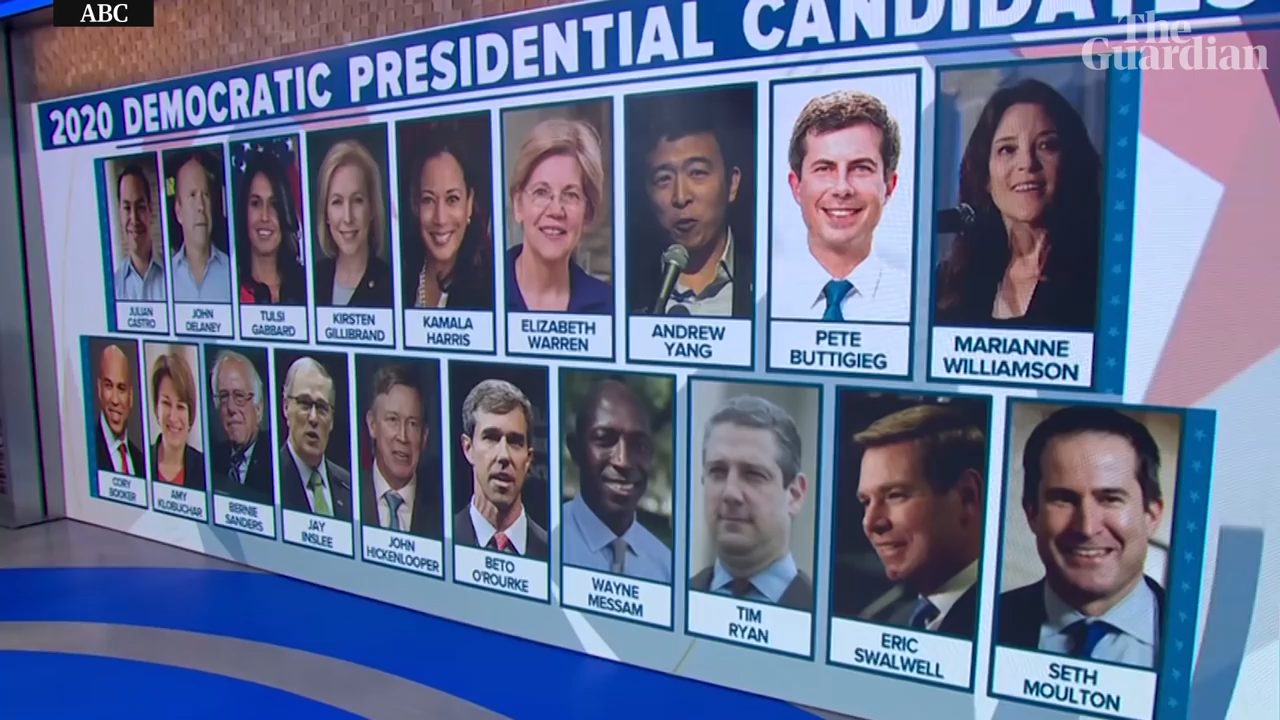 ABC
The
Guardian
2020 DEMOCRATIC PRESIDENTIAL CANDIDATES
JULIAN
CASTRO
JOHN
DELANEY
TULSI
GABBARD
KIRSTEN
GILLIBRAND
KAMALA
HARRIS
ELIZABETH
WARREN
ANDREW
YANG
PETE
BUTTIGIEG
MARIANNE
WILLIAMSON
CORY
BOOKER
AMY
KLOBUCHAR
BERNIE
SANDERS
JAY
INSLEE
JOHN
HICKENLOOPER
BETO
O'ROURKE
WAYNE
MESSAM
TIM
RYAN
ERIC
SWALWELL
SETH
MOULTON